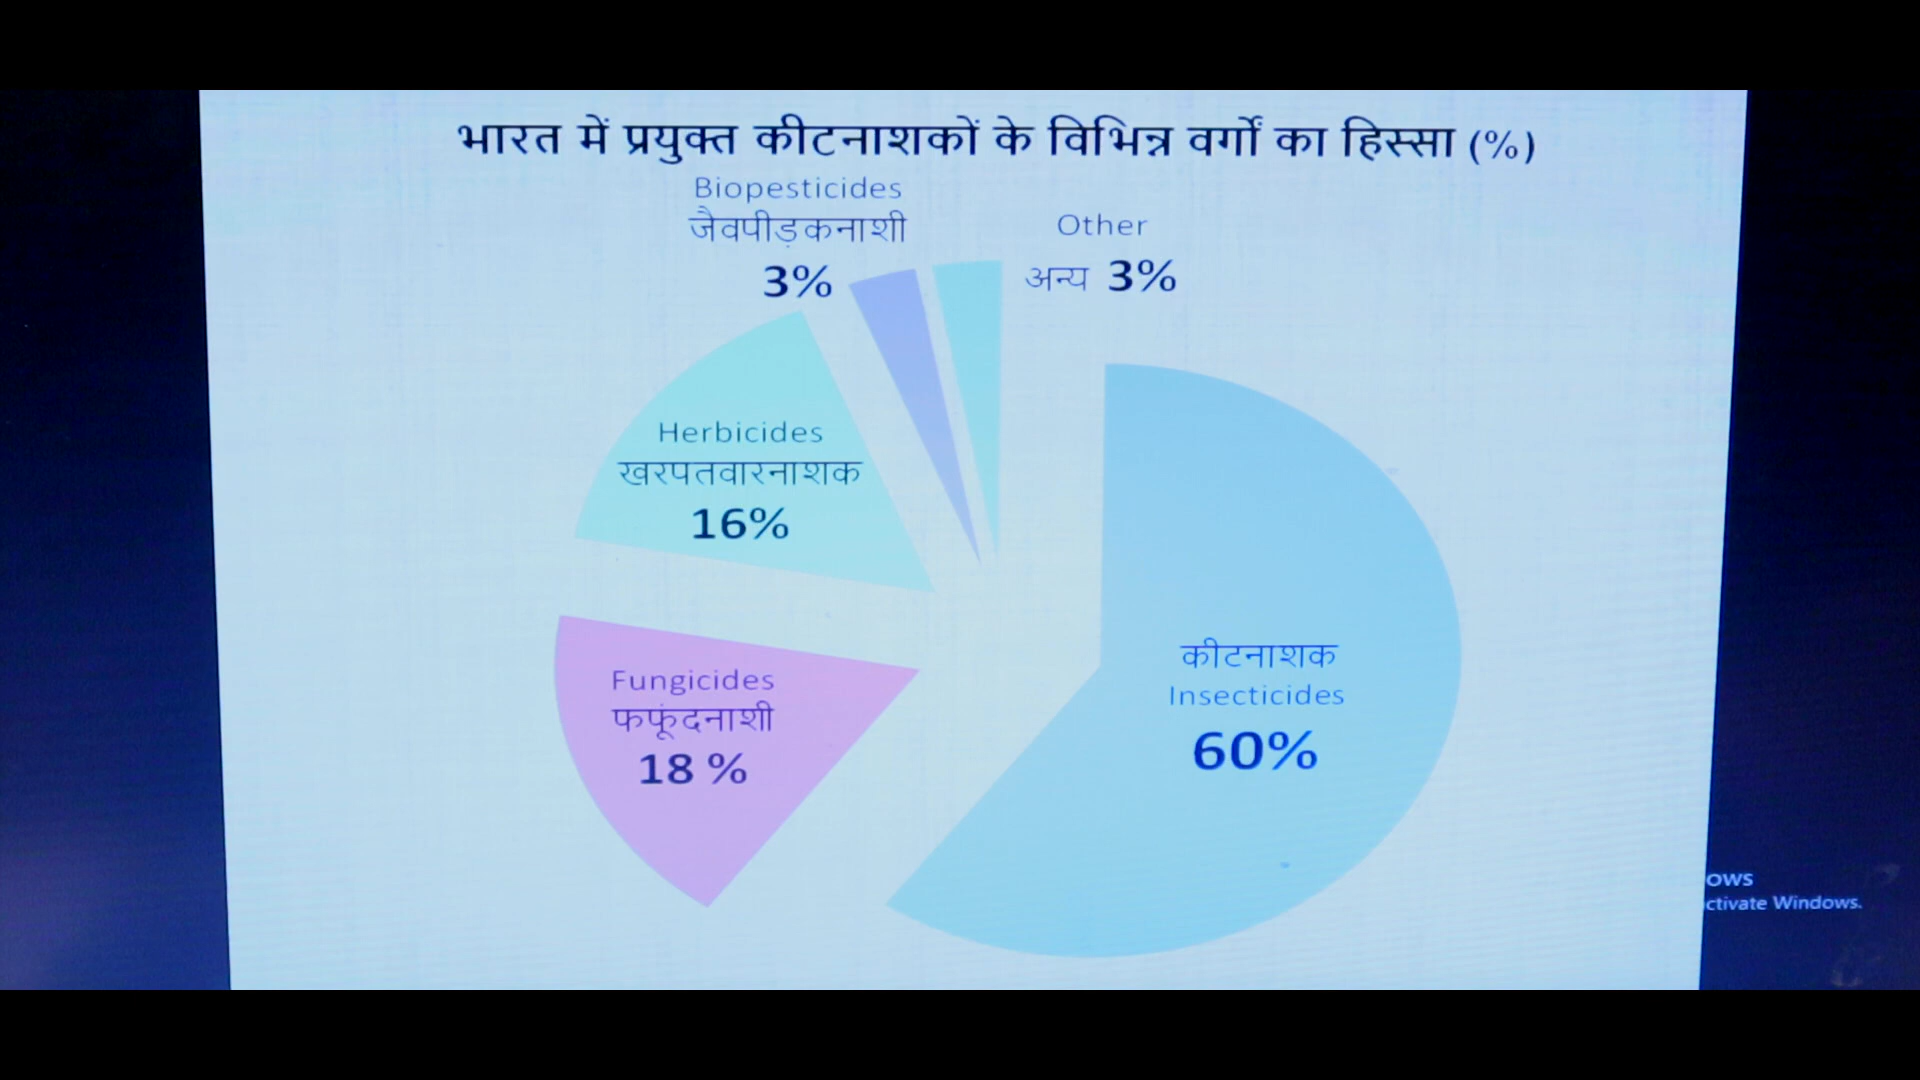 भारत में प्रयुक्त कीटनाशकों के विभिन्न वर्गों का हिस्सा (%)
Biopesticides
जैवपीड़कनाशी
3%
Other
अन्य 3%
Herbicides
खरपतवारनाशक
16%
Fungicides
फफूंदनाशी
18 %
कीटनाशक
Insecticides
60%
ows
ctivate Windows.